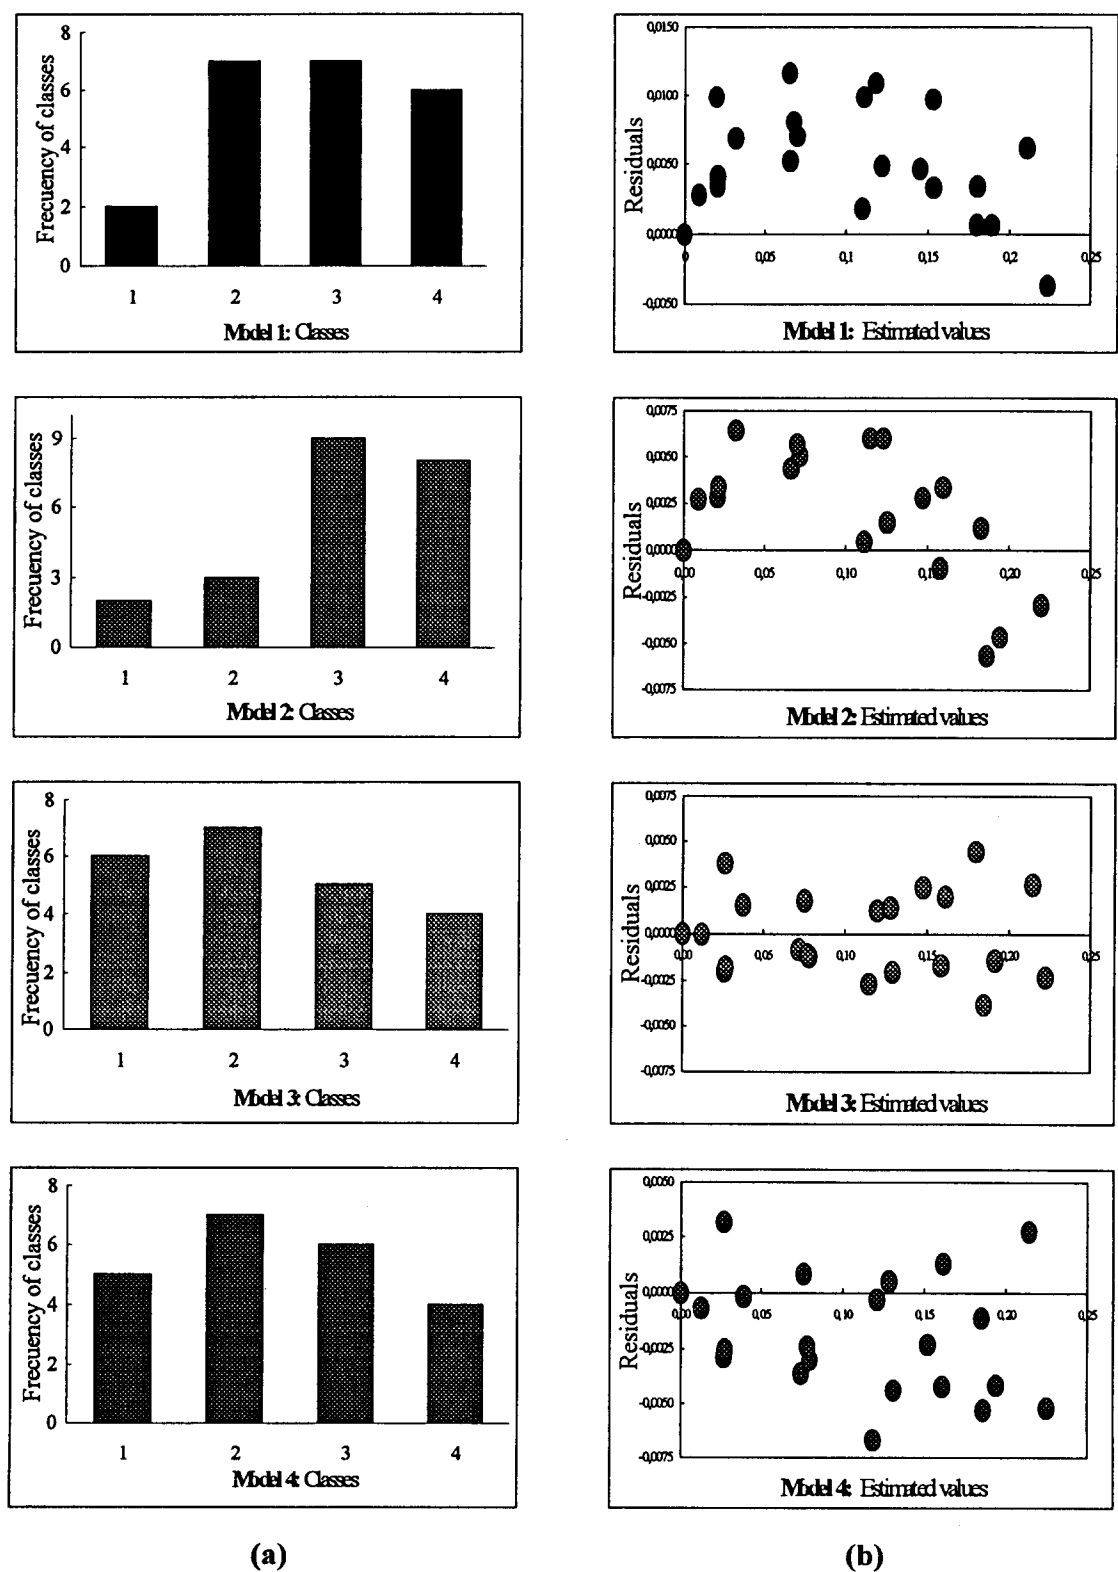 8
6
4
2
0
Frecuency of classes
1 2 3 4
Model 1: Classes
0,0150
0,0100
0,0050
0,0000
-0,0050
Residuals
0 0,05 0,1 0,15 0,2 0,25
Model 1: Estimated values
9
6
3
0
Frecuency of classes
1 2 3 4
Model 2: Classes
0,0075
0,0050
0,0025
0,0000
-0,0025
-0,0050
-0,0075
Residuals
0,00 0,05 0,10 0,15 0,20 0,25
Model 2: Estimated values
8
6
4
2
0
Frecuency of classes
1 2 3 4
Model 3: Classes
0,0075
0,0050
0,0025
0,0000
-0,0025
-0,0050
-0,0075
Residuals
0,00 0,05 0,10 0,15 0,20 0,25
Model 3: Estimated values
8
6
4
2
0
Frecuency of classes
1 2 3 4
Model 4: Classes
0,0050
0,0025
0,0000
-0,0025
-0,0050
-0,0075
Residuals
0,00 0,05 0,10 0,15 0,20 0,25
Model 4: Estimated values
(a) (b)